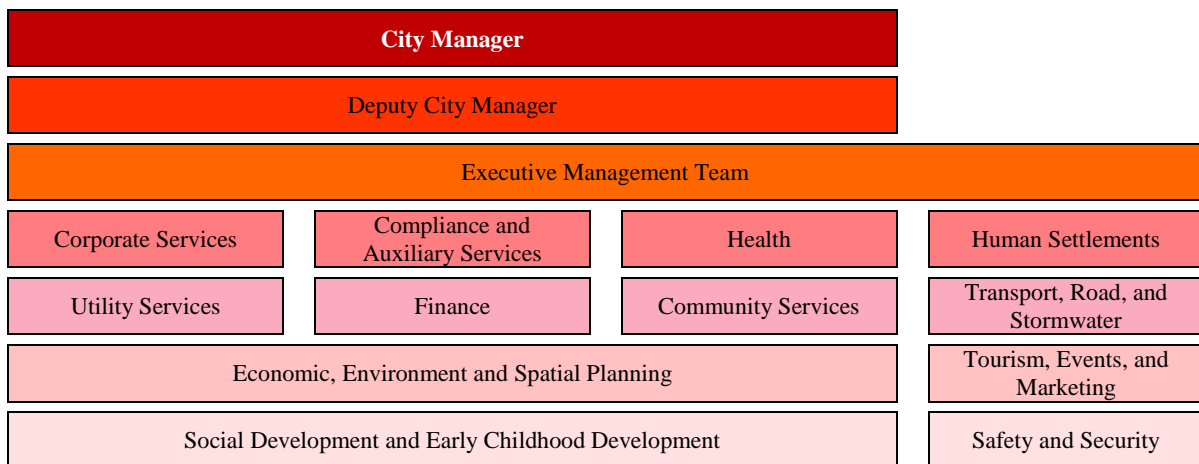 City Manager
Deputy City Manager
Executive Management Team
Corporate Services
Compliance and
Auxiliary Services
Health
Human Settlements
Utility Services
Finance
Community Services
Transport, Road, and
Stormwater
Economic, Environment and Spatial Planning
Tourism, Events, and
Marketing
Social Development and Early Childhood Development
Safety and Security